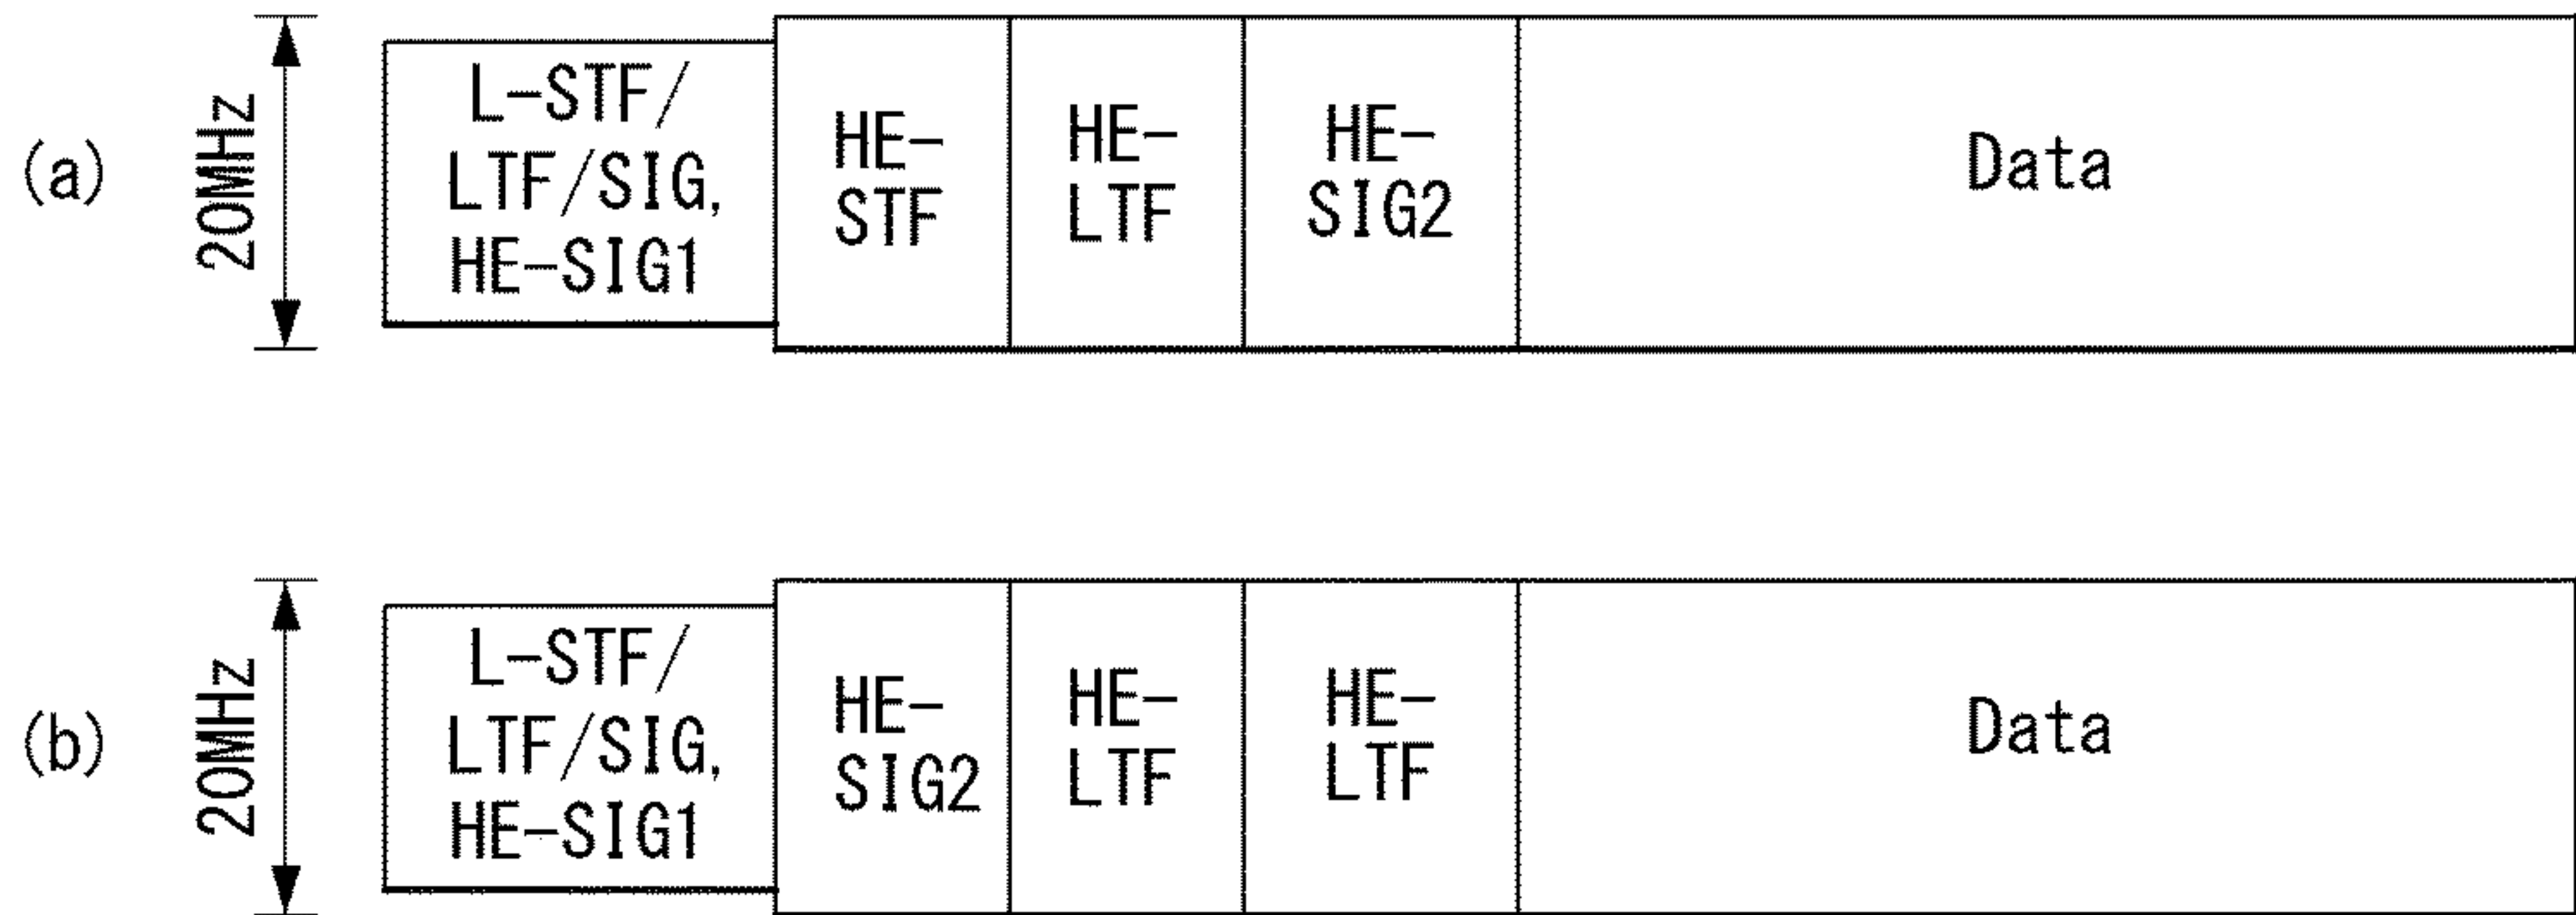 (a)
20MHz
L-STF/
LTF/SIG,
HE-SIG1
HE-
STF
HE-
LTF
HE-
SIG2
Data
(b)
20MHz
L-STF/
LTF/SIG,
HE-SIG1
HE-
SIG2
HE-
LTF
HE-
LTF
Data